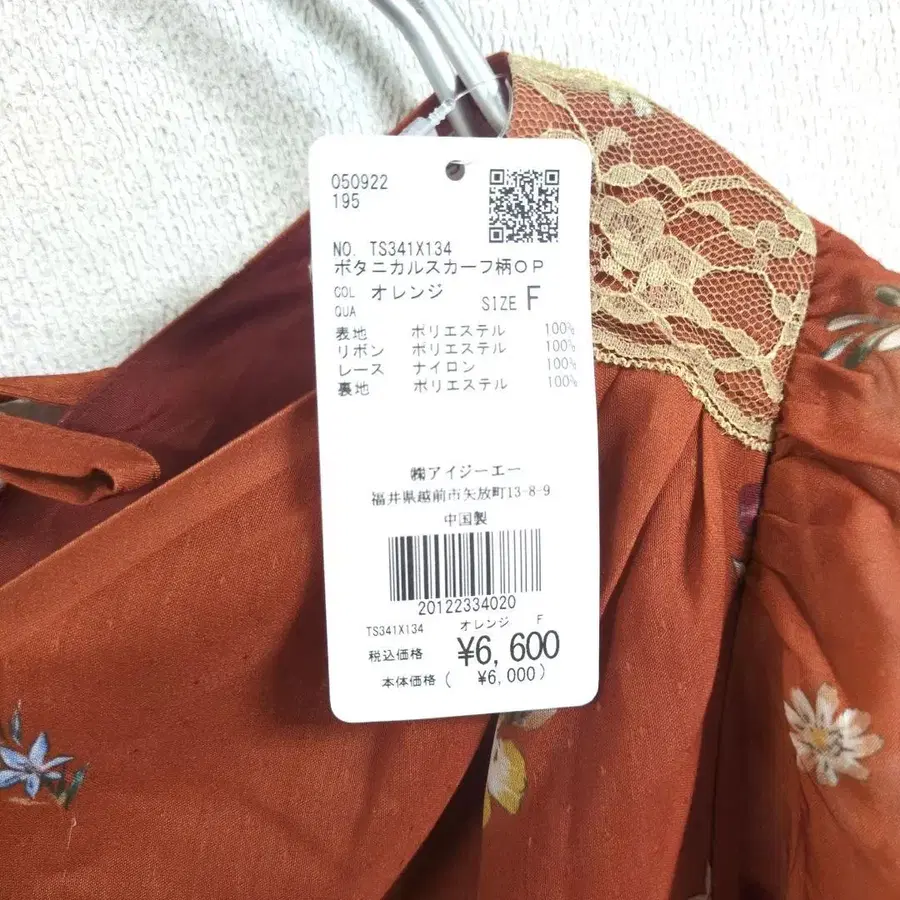 050922
195
NO. TS341X134
ボタニカルスカーフ柄OP
COL オレンジ SIZE F
QUA
表地 ポリエステル 100%
リボン ポリエステル 100%
レース ナイロン 100%
裏地 ポリエステル 100%
㈱アイジーエー
福井県越前市矢放町13-8-9
中国製
20122334020
TS341X134 オレンジ F
税込価格 ¥6,600
本体価格 ( ¥6,000)